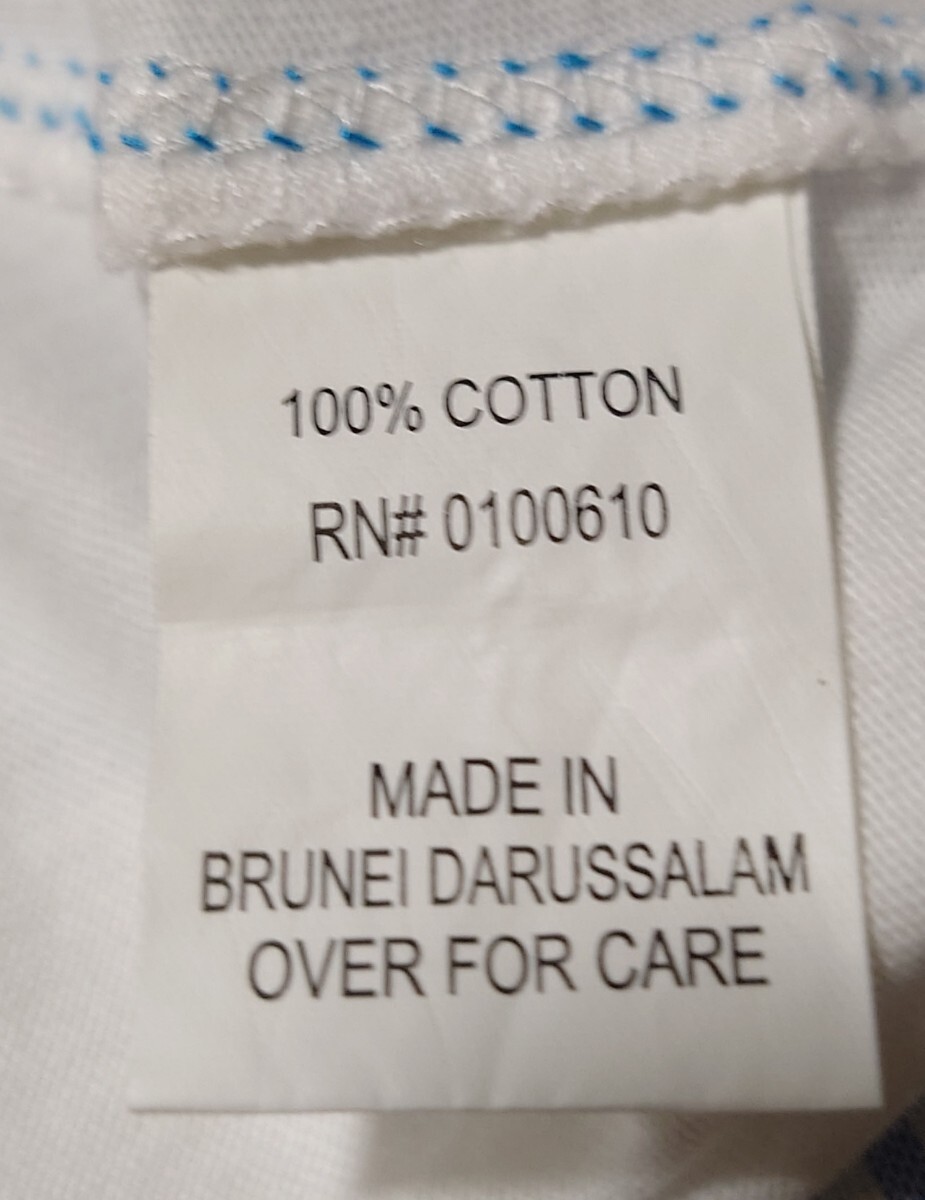 100% COTTON
RN# 0100610
MADE IN
BRUNEI DARUSSALAM
OVER FOR CARE